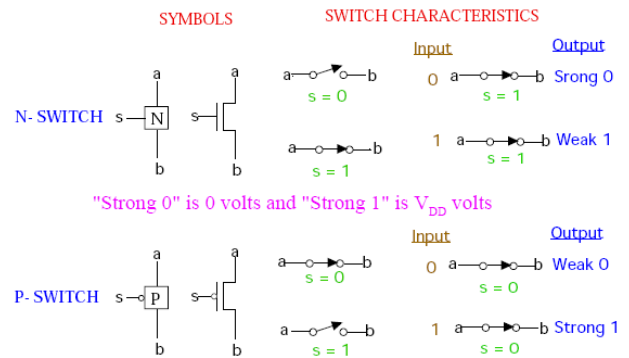 SYMBOLS SWITCH CHARACTERISTICS
Input Output
a a a b 0 a b Srong 0
s = 0 s = 1
N- SWITCH s N s
b b
a b 1 a b Weak 1
s = 1 s = 1
"Strong 0" is 0 volts and "Strong 1" is VDD volts
Input Output
a a a b 0 a b Weak 0
s = 0 s = 0
P- SWITCH s P s
a b 1 a b Strong 1
b b s = 1 s = 0